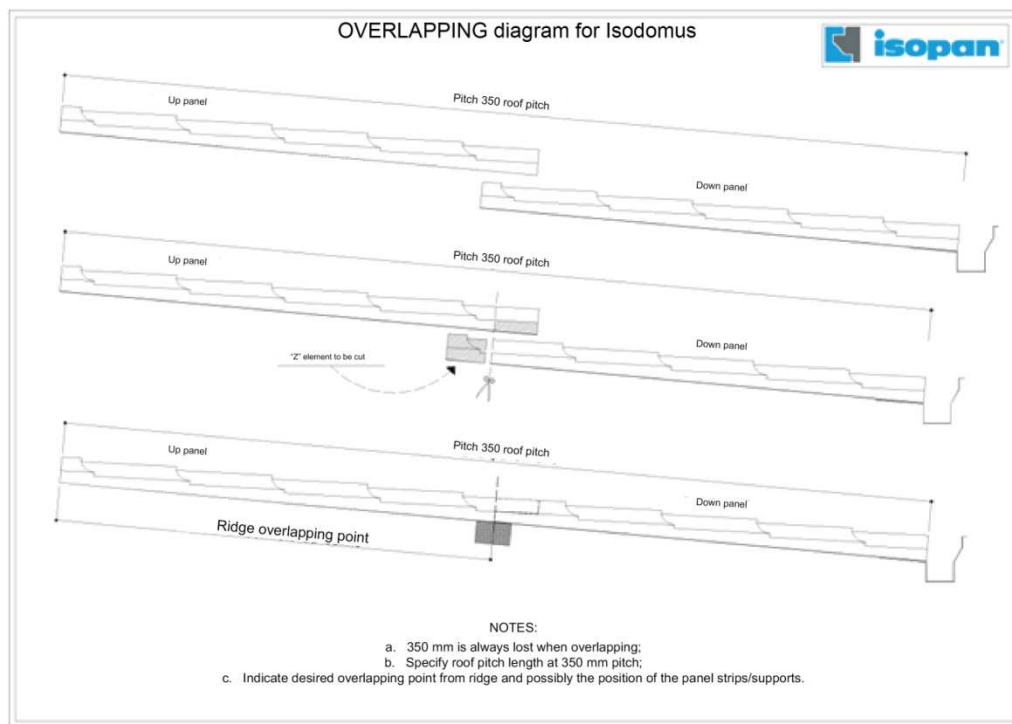 OVERLAPPING diagram for Isodomus
isopan
Pitch 350 roof pitch
Up panel
Down panel
Pitch 350 roof pitch
Up panel
Down panel
"Z" element to be cut
Pitch 350 roof pitch
Up panel
Down panel
Ridge overlapping point
NOTES:
a. 350 mm is always lost when overlapping;
b. Specify roof pitch length at 350 mm pitch;
c. Indicate desired overlapping point from ridge and possibly the position of the panel strips/supports.